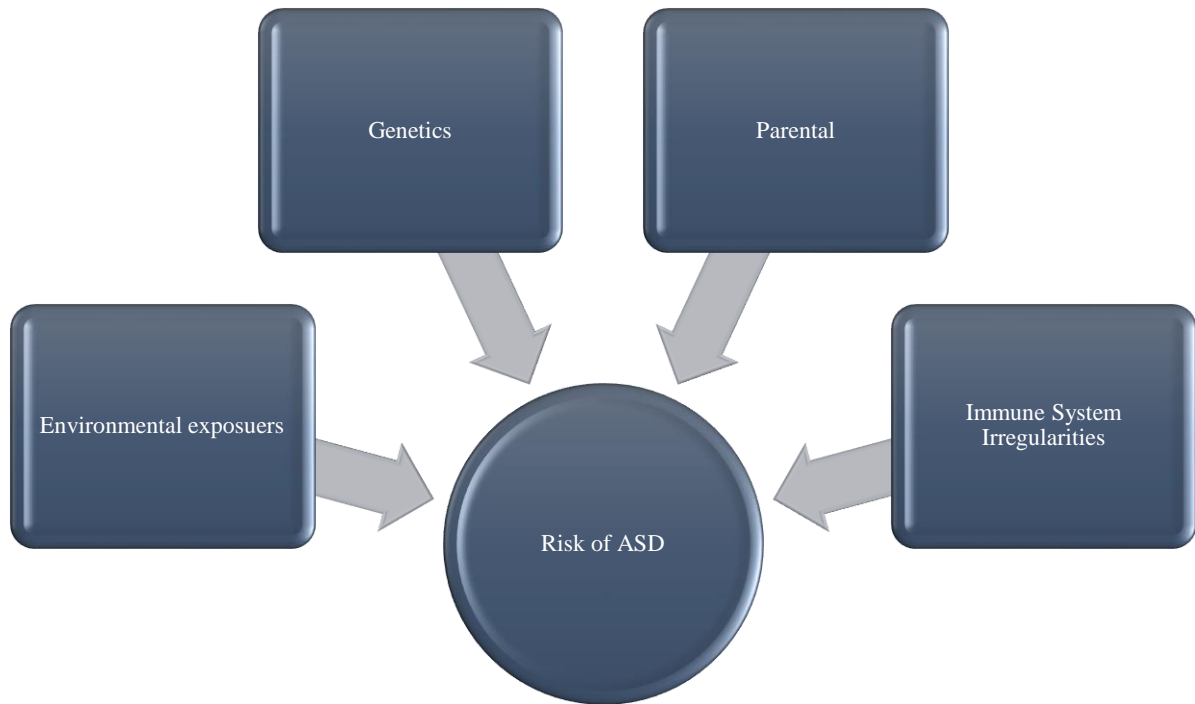 Genetics
Parental
Environmental exposuers
Immune System
Irregularities
Risk of ASD